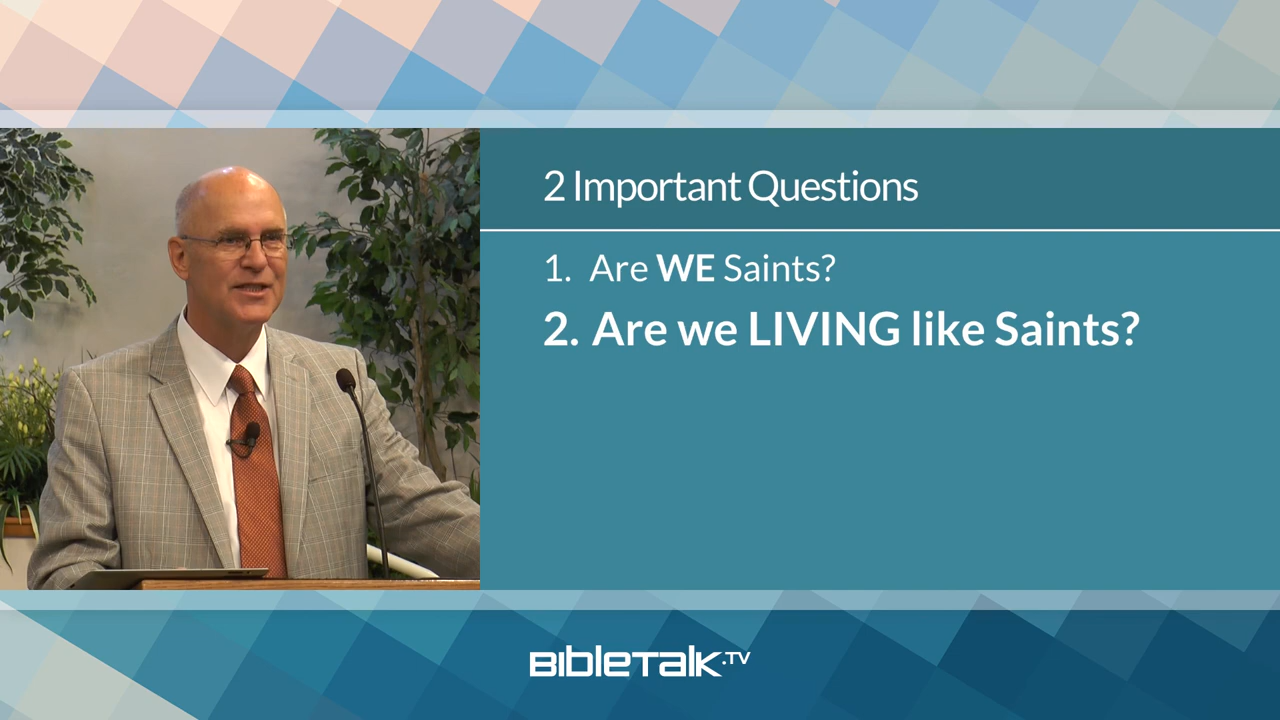 2 Important Questions
1. Are WE Saints?
2. Are we LIVING like Saints?
BIBLETALK.TV